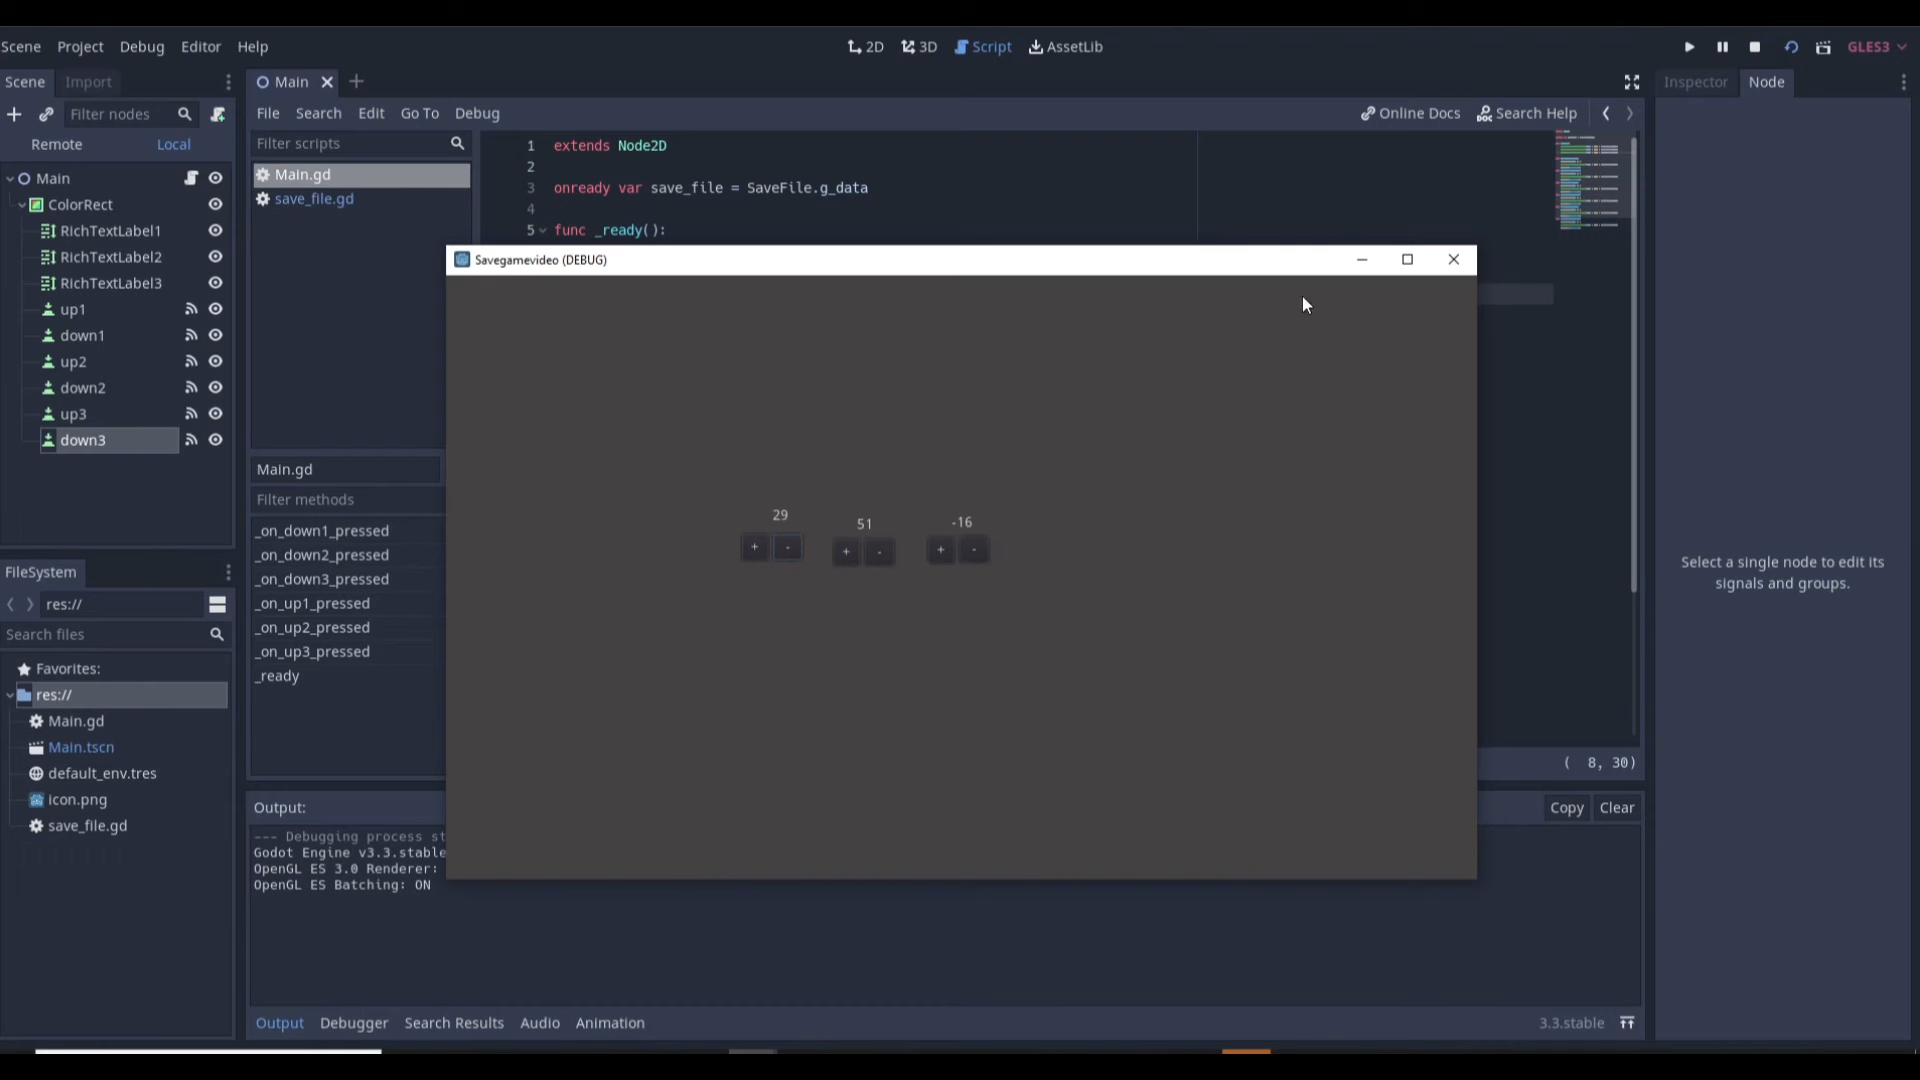 Scene Project Debug Editor Help
2D 3D Script AssetLib
GLES3
Scene Import
Main
Inspector Node
Filter nodes
File Search Edit Go To Debug
Online Docs Search Help
Remote Local
Filter scripts
Main.gd
save_file.gd
1 extends Node2D
2
3 onready var save_file = SaveFile.g_data
4
5 func _ready():
Main
ColorRect
RichTextLabel1
RichTextLabel2
RichTextLabel3
up1
down1
up2
down2
up3
down3
Savegamevideo (DEBUG)
29
51
-16
+ -
+ -
+ -
Main.gd
Filter methods
_on_down1_pressed
_on_down2_pressed
_on_down3_pressed
_on_up1_pressed
_on_up2_pressed
_on_up3_pressed
_ready
Select a single node to edit its
signals and groups.
FileSystem
res://
Search files
Favorites:
res://
Main.gd
Main.tscn
default_env.tres
icon.png
save_file.gd
( 8, 30)
Output:
Copy Clear
--- Debugging process st
Godot Engine v3.3.stable
OpenGL ES 3.0 Renderer:
OpenGL ES Batching: ON
Output Debugger Search Results Audio Animation
3.3.stable